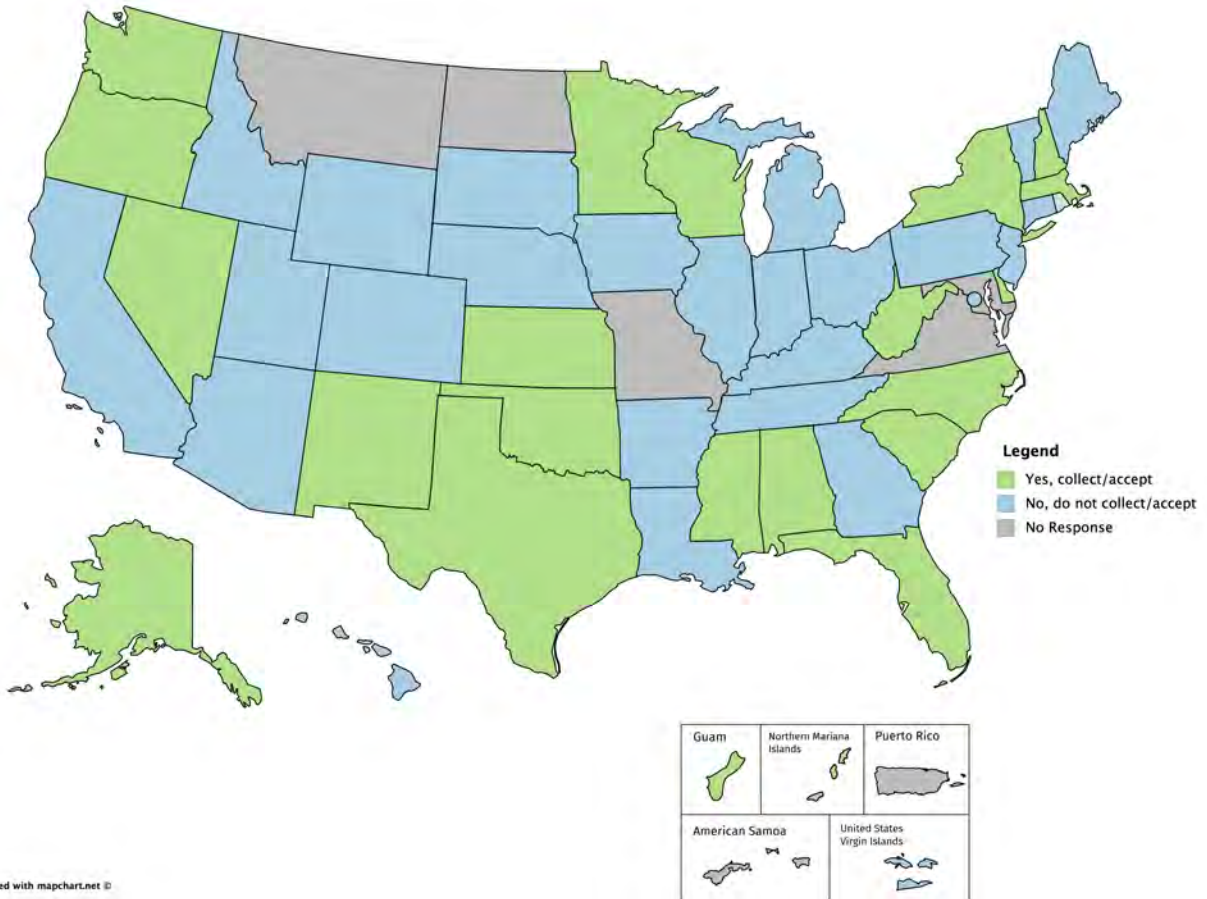 Legend
Yes, collect/accept
No, do not collect/accept
No Response
Guam
Northern Mariana
Islands
Puerto Rico
American Samoa
United States
Virgin Islands
ed with mapchart.net ©